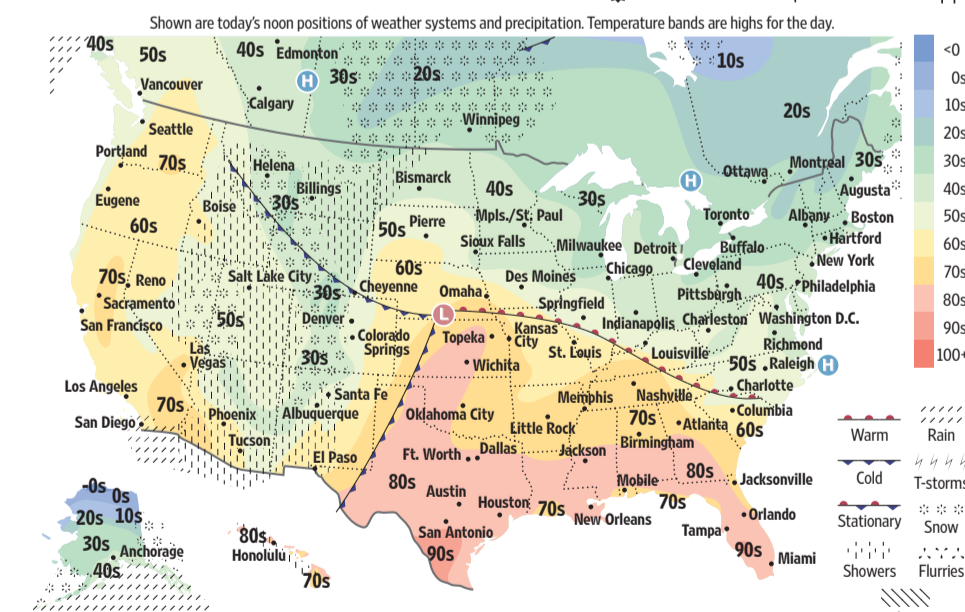 Shown are today's noon positions of weather systems and precipitation. Temperature bands are highs for the day.
40s
50s
40s
Edmonton
H
30s
20s
10s
<0
0s
10s
20s
30s
40s
50s
60s
70s
80s
90s
100+
Vancouver
Calgary
Winnipeg
20s
Seattle
Portland
70s
Helena
Billings
30s
Bismarck
40s
30s
H
Ottawa
Montreal
30s
Augusta
Eugene
Boise
60s
50s
Pierre
Mpls./St. Paul
Sioux Falls
Milwaukee
Detroit
Toronto
Buffalo
Albany
Boston
Hartford
70s
Reno
Sacramento
San Francisco
Salt Lake City
30s
Cheyenne
60s
Omaha
Des Moines
Chicago
Cleveland
New York
Pittsburgh
40s
Philadelphia
50s
Denver
L
Springfield
Indianapolis
Charleston
Washington D.C.
Colorado
Springs
Topeka
Kansas
City
St. Louis
Louisville
Richmond
50s
Raleigh
H
Las
Vegas
30s
Wichita
Los Angeles
70s
Santa Fe
Albuquerque
Phoenix
Oklahoma City
Memphis
Nashville
Charlotte
Columbia
San Diego
Tucson
Little Rock
70s
Atlanta
60s
Birmingham
El Paso
Ft. Worth
Dallas
Jackson
80s
80s
Mobile
Jacksonville
Austin
Houston
70s
New Orleans
70s
Orlando
San Antonio
90s
Tampa
90s
Miami
-0s
0s
20s
10s
30s
Anchorage
40s
80s
Honolulu
70s
Warm
Rain
Cold
T-storms
Stationary
Snow
Showers
Flurries